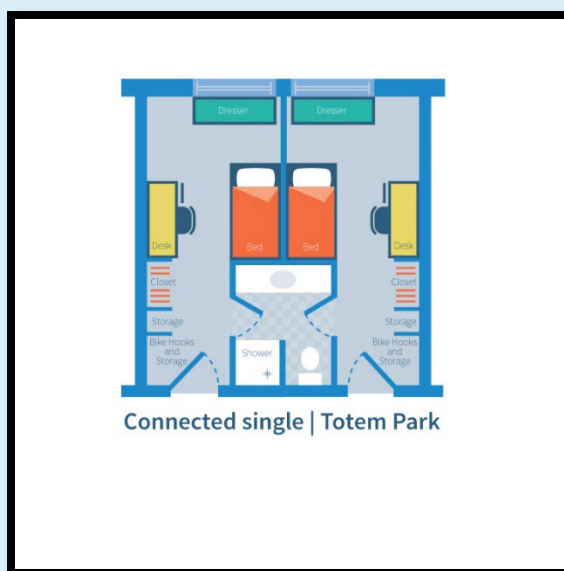 Dresser
Dresser
Bed
Bed
Desk
Desk
Closet
Closet
Storage
Storage
Bike Hooks
and
Storage
Shower
Bike Hooks
and
Storage
Connected single | Totem Park